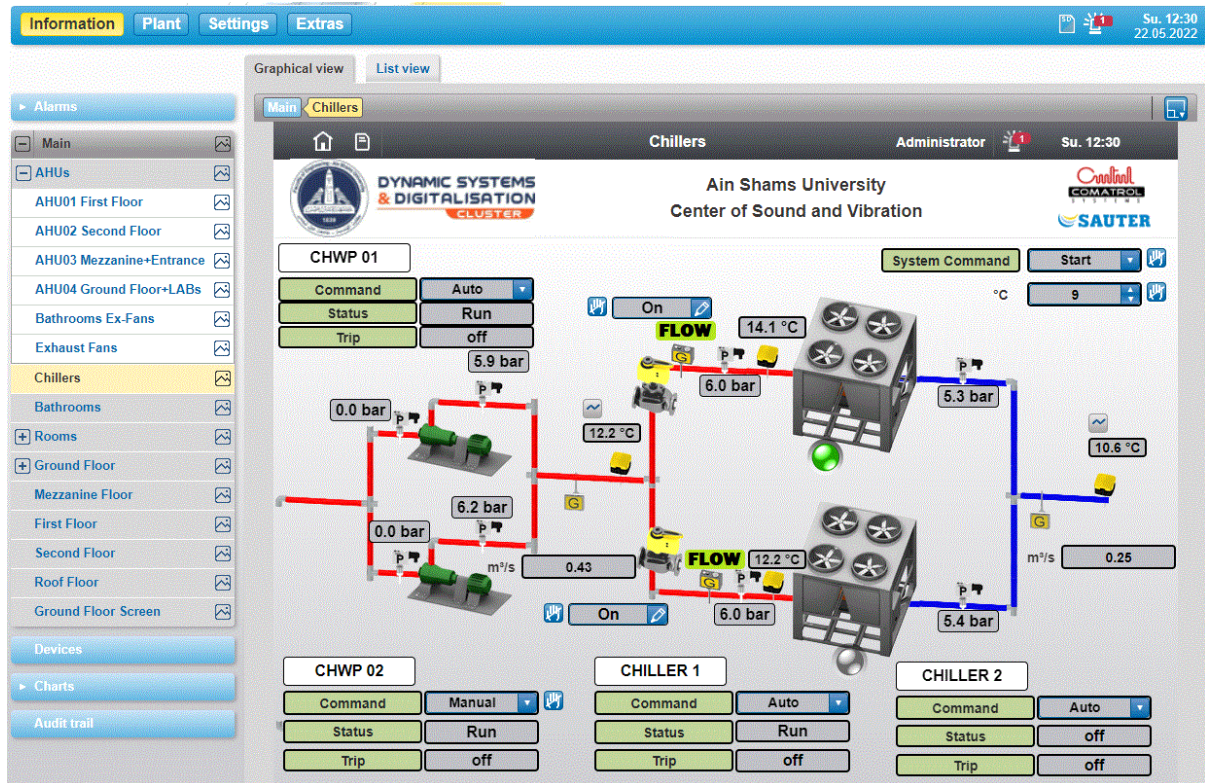 Information Plant Settings Extras
SD 1 Su. 12:30
22.05.2022
Graphical view List view
Alarms
Main
AHUs
AHU01 First Floor
AHU02 Second Floor
AHU03 Mezzanine+Entrance
AHU04 Ground Floor+LABs
Bathrooms Ex-Fans
Exhaust Fans
Chillers
Bathrooms
Rooms
Ground Floor
Mezzanine Floor
First Floor
Second Floor
Roof Floor
Ground Floor Screen
Devices
Charts
Audit trail
Main Chillers
Chillers Administrator 1 Su. 12:30
1839
DYNAMIC SYSTEMS
& DIGITALISATION
CLUSTER
Ain Shams University
Center of Sound and Vibration
Control
COMATROL
SYSTEMS
SAUTER
CHWP 01
Command Auto
Status Run
Trip off
System Command Start
°C 9
On
FLOW 14.1 °C
5.9 bar
G P
6.0 bar
P
5.3 bar
P
0.0 bar
P
12.2 °C
10.6 °C
6.2 bar
G
0.0 bar
P
G
P
m³/s 0.43
FLOW 12.2 °C
m³/s 0.25
G P
On
6.0 bar
P
5.4 bar
CHWP 02
Command Manual
Status Run
Trip off
CHILLER 1
Command Auto
Status Run
Trip off
CHILLER 2
Command Auto
Status off
Trip off